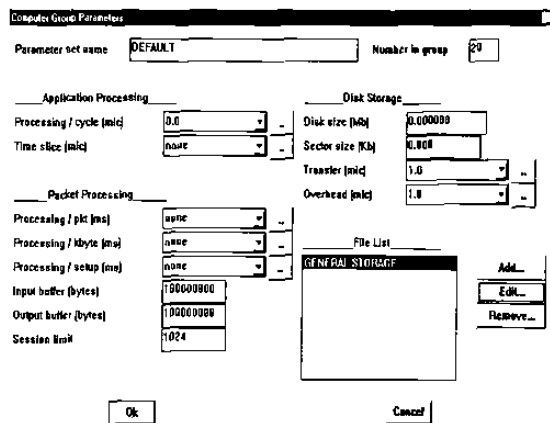 Computer Group Parameters
Parameter set name DEFAULT Number in group 20
Application Processing
Processing / cycle (mic) 0.0
Time slice (mic) none
Packet Processing
Processing / pkt (ms) none
Processing / kbyte (ms) none
Processing / setup (ms) none
Input buffer (bytes) 100000000
Output buffer (bytes) 100000000
Session limit 1024
Disk Storage
Disk size (Mb) 0.000000
Sector size (Kb) 0.000
Transfer (mic) 1.0
Overhead (mic) 1.0
File List
GENERAL STORAGE
Add...
Edit...
Remove...
Ok
Cancel